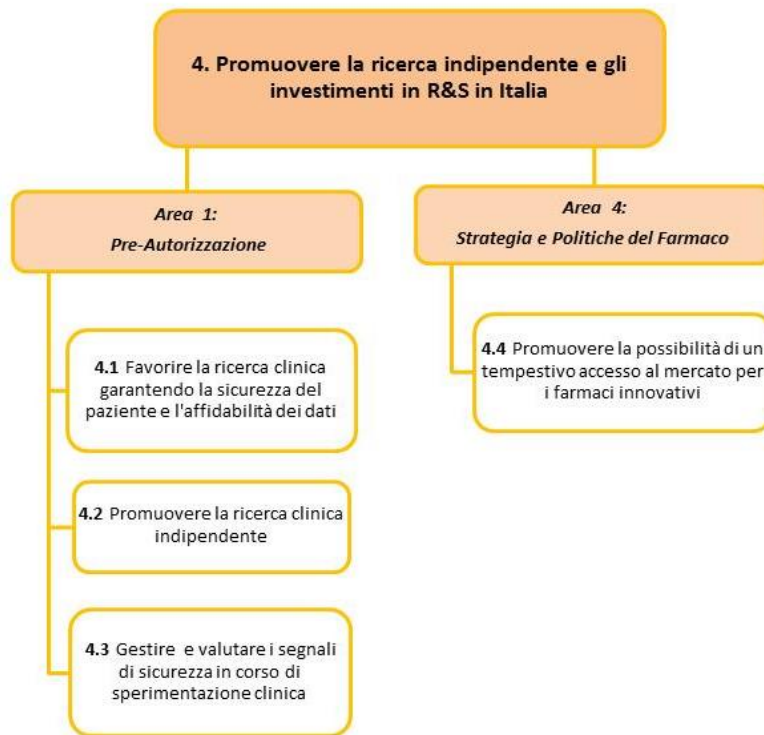 4. Promuovere la ricerca indipendente e gli
investimenti in R&S in Italia
Area 1:
Pre-Autorizzazione
4.1 Favorire la ricerca clinica
garantendo la sicurezza del
paziente e l'affidabilità dei dati
4.2 Promuovere la ricerca clinica
indipendente
4.3 Gestire e valutare i segnali
di sicurezza in corso di
sperimentazione clinica
Area 4:
Strategia e Politiche del Farmaco
4.4 Promuovere la possibilità di un
tempestivo accesso al mercato per
i farmaci innovativi